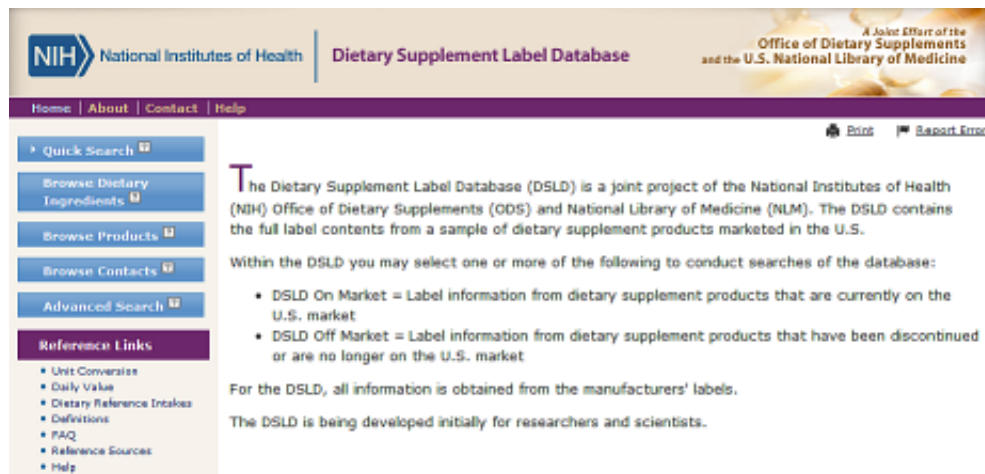 NIH National Institutes of Health
Dietary Supplement Label Database
A Joint Effort of the
Office of Dietary Supplements
and the U.S. National Library of Medicine
Home | About | Contact | Help
Print Report Error
Quick Search
Browse Dietary
Ingredients
Browse Products
Browse Contacts
Advanced Search
Reference Links
• Unit Conversion
• Daily Value
• Dietary Reference Intakes
• Definitions
• FAQ
• Reference Sources
• Help
The Dietary Supplement Label Database (DSLD) is a joint project of the National Institutes of Health
(NIH) Office of Dietary Supplements (ODS) and National Library of Medicine (NLM). The DSLD contains
the full label contents from a sample of dietary supplement products marketed in the U.S.
Within the DSLD you may select one or more of the following to conduct searches of the database:
• DSLD On Market = Label information from dietary supplement products that are currently on the
U.S. market
• DSLD Off Market = Label information from dietary supplement products that have been discontinued
or are no longer on the U.S. market
For the DSLD, all information is obtained from the manufacturers' labels.
The DSLD is being developed initially for researchers and scientists.